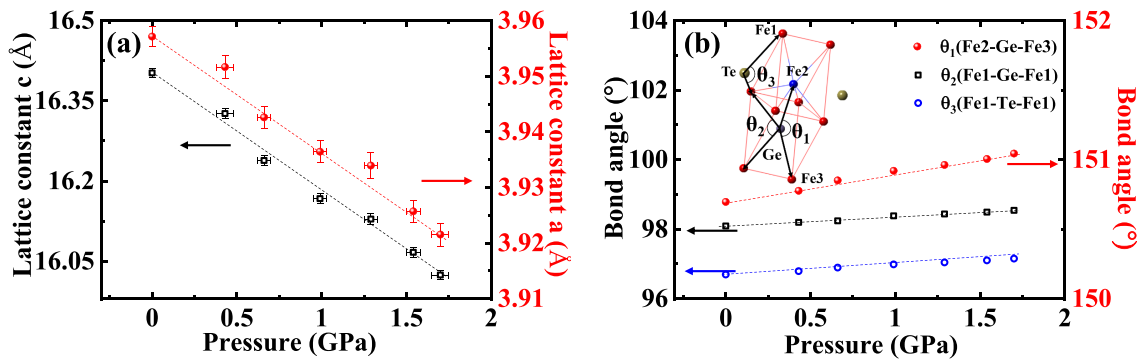 (a)
Lattice constant c (Å)
16.5
16.35
16.2
16.05
3.96
3.95
3.94
3.93
3.92
3.91
Lattice constant a (Å)
0
0.5
1
1.5
2
Pressure (GPa)
(b)
Bond angle (°)
104
102
100
98
96
Fe1
Te
θ3
Fe2
θ2
θ1
Ge
Fe3
θ1(Fe2-Ge-Fe3)
θ2(Fe1-Ge-Fe1)
θ3(Fe1-Te-Fe1)
152
151
150
Bond angle (°)
0
0.5
1
1.5
2
Pressure (GPa)